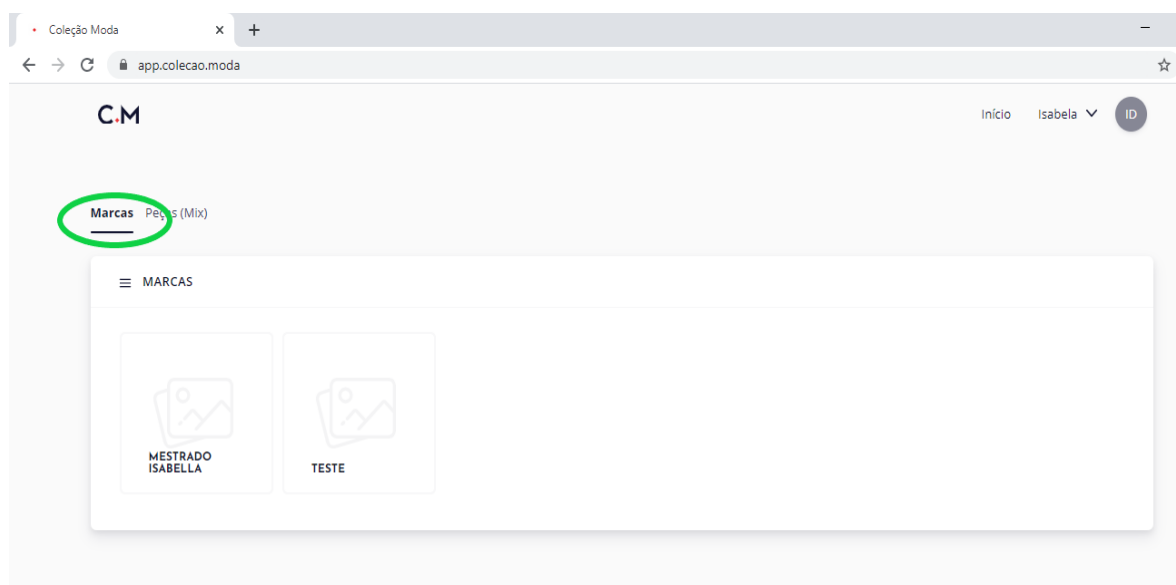 Coleção Moda
app.colecao.moda
C.M
Início Isabela ID
Marcas Peças (Mix)
MARCAS
MESTRADO
ISABELLA
TESTE